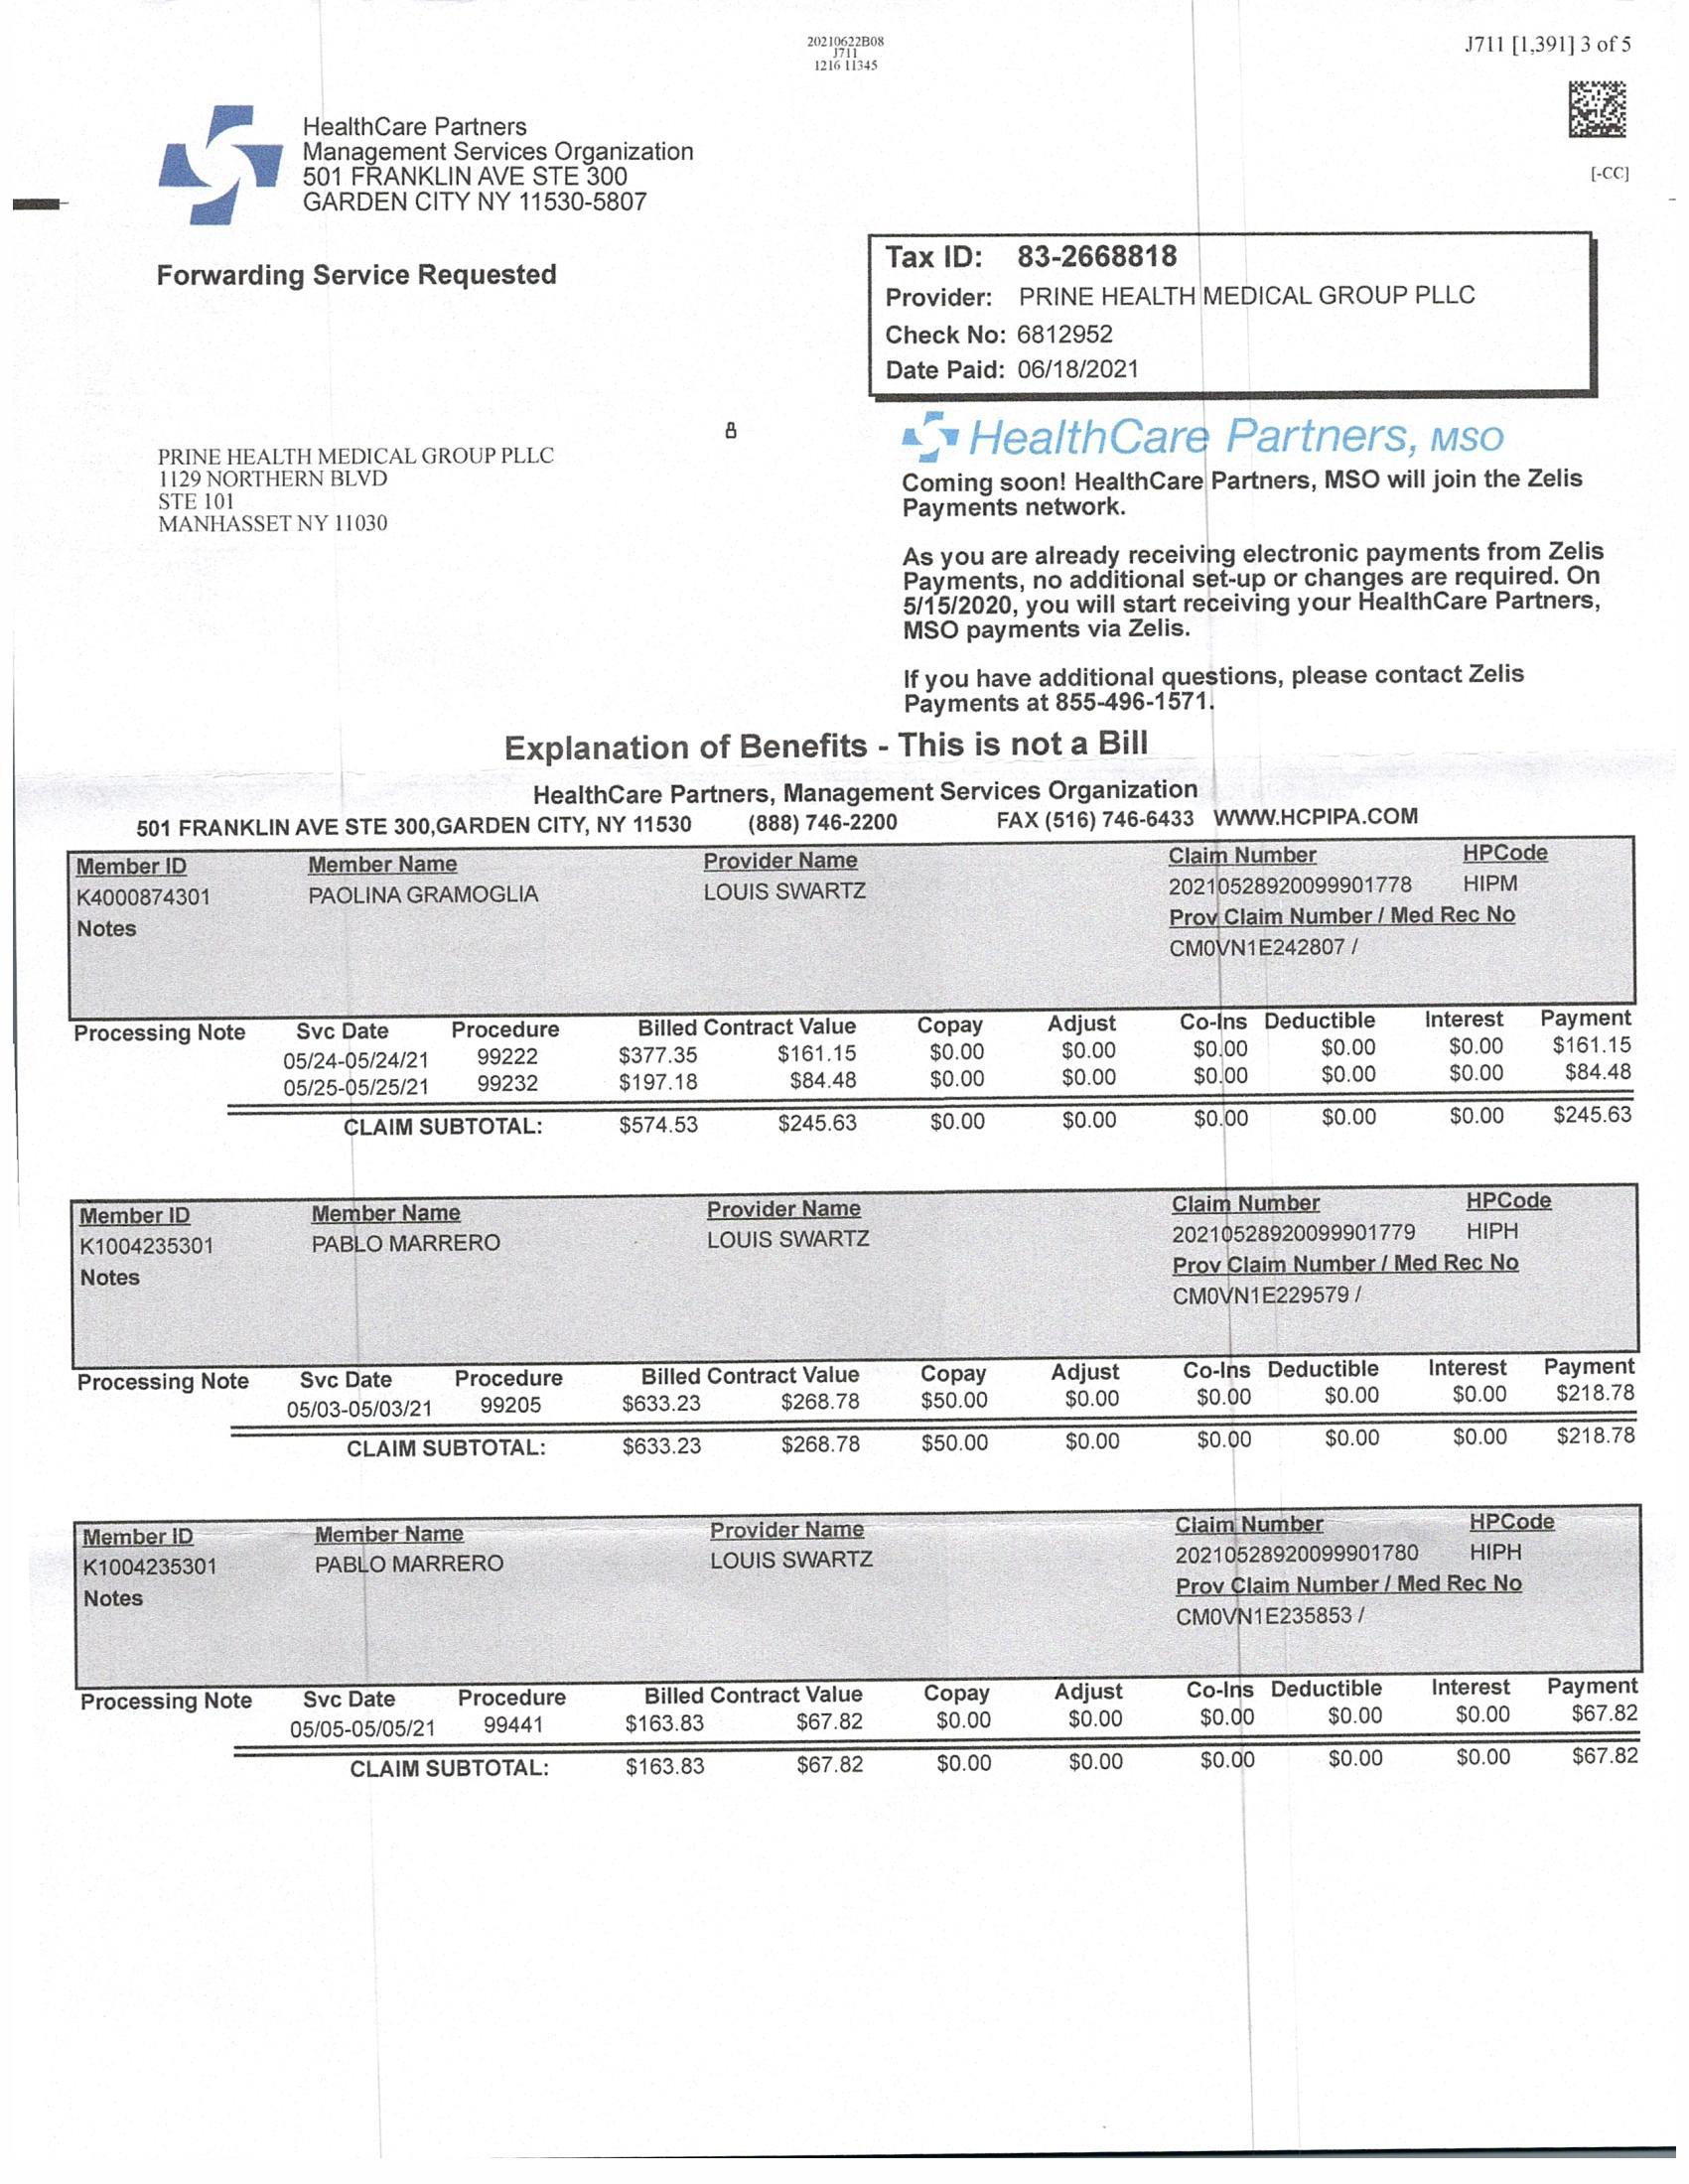 20210622B08
J711
1216 11345
J711 [1,391] 3 of 5
[-CC]
HealthCare Partners
Management Services Organization
501 FRANKLIN AVE STE 300
GARDEN CITY NY 11530-5807
Forwarding Service Requested
Tax ID: 83-2668818
Provider: PRINE HEALTH MEDICAL GROUP PLLC
Check No: 6812952
Date Paid: 06/18/2021
8
PRINE HEALTH MEDICAL GROUP PLLC
1129 NORTHERN BLVD
STE 101
MANHASSET NY 11030
HealthCare Partners, MSO
Coming soon! HealthCare Partners, MSO will join the Zelis
Payments network.
As you are already receiving electronic payments from Zelis
Payments, no additional set-up or changes are required. On
5/15/2020, you will start receiving your HealthCare Partners,
MSO payments via Zelis.
If you have additional questions, please contact Zelis
Payments at 855-496-1571.
Explanation of Benefits - This is not a Bill
HealthCare Partners, Management Services Organization
501 FRANKLIN AVE STE 300,GARDEN CITY, NY 11530 (888) 746-2200 FAX (516) 746-6433 WWW.HCPIPA.COM
Member ID Member Name Provider Name Claim Number HPCode
K4000874301 PAOLINA GRAMOGLIA LOUIS SWARTZ 20210528920099901778 HIPM
Notes Prov Claim Number / Med Rec No
CM0VN1E242807 /
Processing Note Svc Date Procedure Billed Contract Value Copay Adjust Co-Ins Deductible Interest Payment
05/24-05/24/21 99222 $377.35 $161.15 $0.00 $0.00 $0.00 $0.00 $0.00 $161.15
05/25-05/25/21 99232 $197.18 $84.48 $0.00 $0.00 $0.00 $0.00 $0.00 $84.48
CLAIM SUBTOTAL: $574.53 $245.63 $0.00 $0.00 $0.00 $0.00 $0.00 $245.63
Member ID Member Name Provider Name Claim Number HPCode
K1004235301 PABLO MARRERO LOUIS SWARTZ 20210528920099901779 HIPH
Notes Prov Claim Number / Med Rec No
CM0VN1E229579 /
Processing Note Svc Date Procedure Billed Contract Value Copay Adjust Co-Ins Deductible Interest Payment
05/03-05/03/21 99205 $633.23 $268.78 $50.00 $0.00 $0.00 $0.00 $0.00 $218.78
CLAIM SUBTOTAL: $633.23 $268.78 $50.00 $0.00 $0.00 $0.00 $0.00 $218.78
Member ID Member Name Provider Name Claim Number HPCode
K1004235301 PABLO MARRERO LOUIS SWARTZ 20210528920099901780 HIPH
Notes Prov Claim Number / Med Rec No
CM0VN1E235853 /
Processing Note Svc Date Procedure Billed Contract Value Copay Adjust Co-Ins Deductible Interest Payment
05/05-05/05/21 99441 $163.83 $67.82 $0.00 $0.00 $0.00 $0.00 $0.00 $67.82
CLAIM SUBTOTAL: $163.83 $67.82 $0.00 $0.00 $0.00 $0.00 $0.00 $67.82